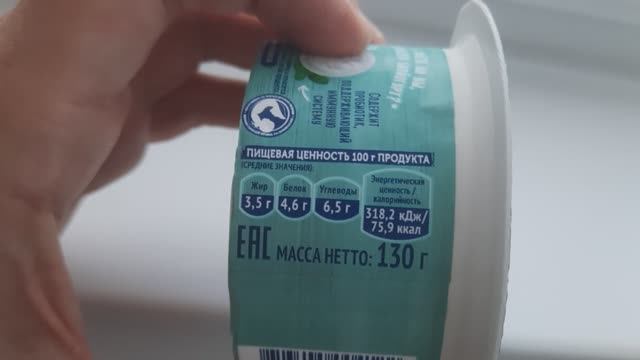 СОДЕРЖИТ
ПРОБИОТИК,
ПОДДЕРЖИВАЮЩИЙ
ИММУННУЮ
СИСТЕМУ
ПИЩЕВАЯ ЦЕННОСТЬ 100 г ПРОДУКТА
(СРЕДНИЕ ЗНАЧЕНИЯ):
Жир
3,5 г
Белок
4,6 г
Углеводы
6,5 г
Энергетическая
ценность /
калорийность
318,2 кДж/
75,9 ккал
EAC МАССА НЕТТО: 130 г